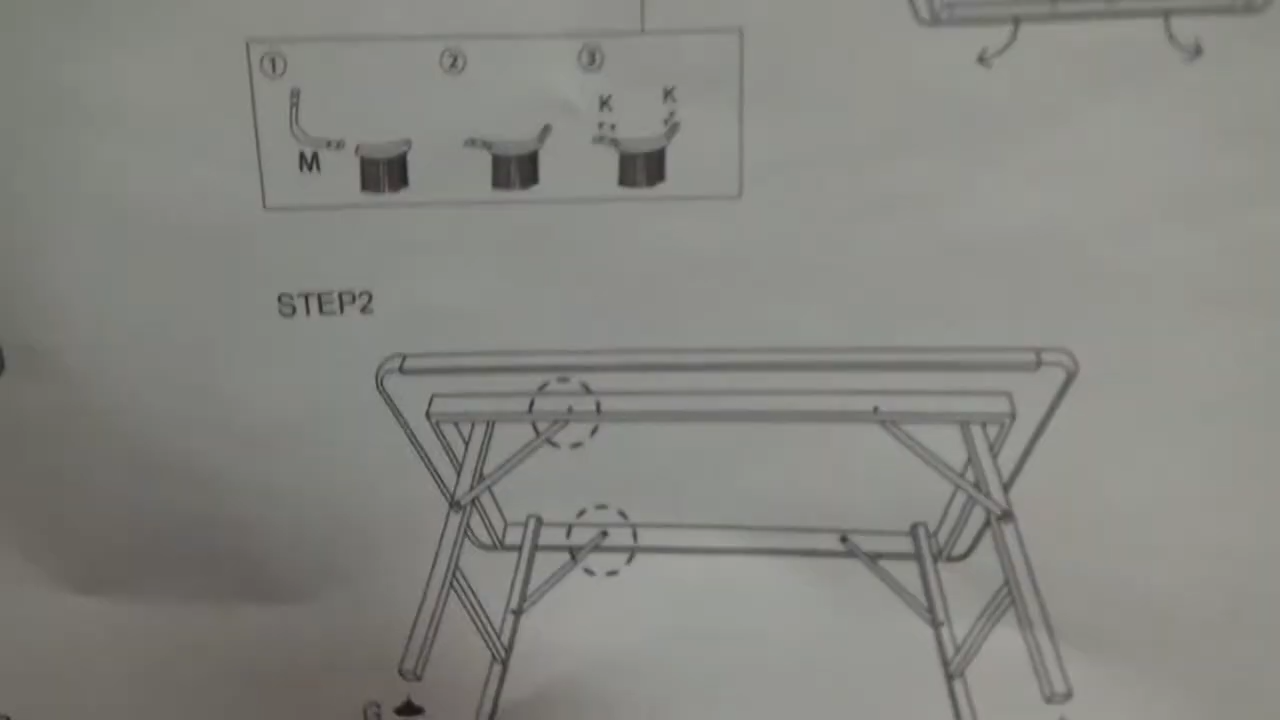 ① ② ③
K K
M
STEP2
G